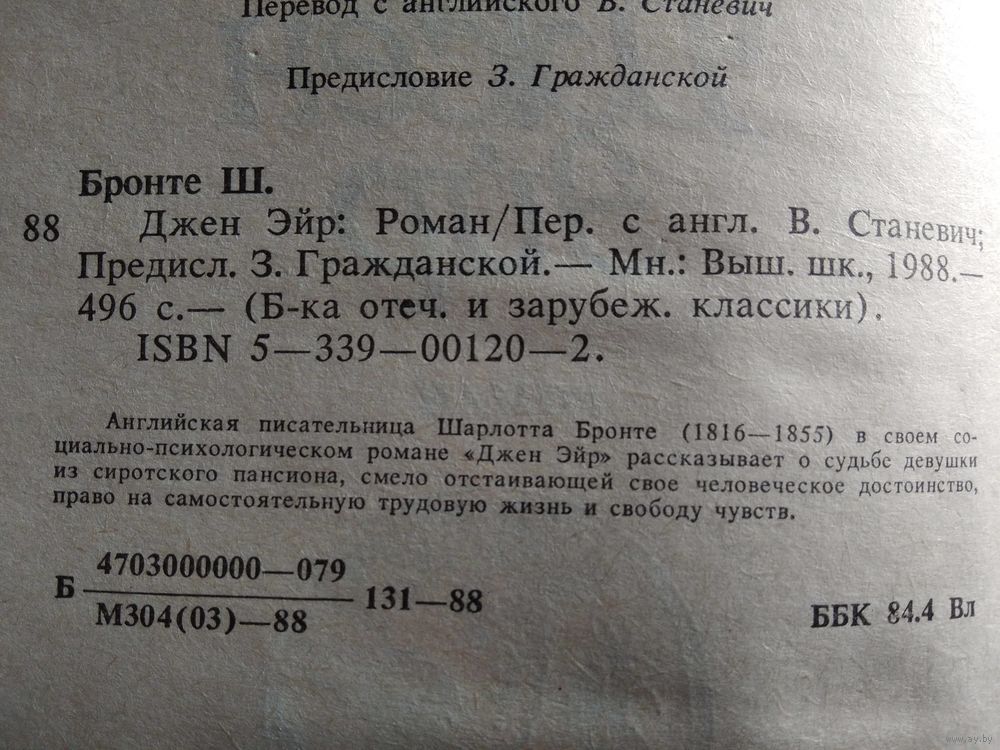 Перевод с английского В. Станевич
Предисловие З. Гражданской
Бронте Ш.
88 Джен Эйр: Роман/Пер. с англ. В. Станевич;
Предисл. З. Гражданской.— Мн.: Выш. шк., 1988.—
496 с.— (Б-ка отеч. и зарубеж. классики).
ISBN 5—339—00120—2.
Английская писательница Шарлотта Бронте (1816—1855) в своем со-
циально-психологическом романе «Джен Эйр» рассказывает о судьбе девушки
из сиротского пансиона, смело отстаивающей свое человеческое достоинство,
право на самостоятельную трудовую жизнь и свободу чувств.
4703000000—079
Б 131—88
М304(03)—88
ББК 84.4 Вл
www.ay.by